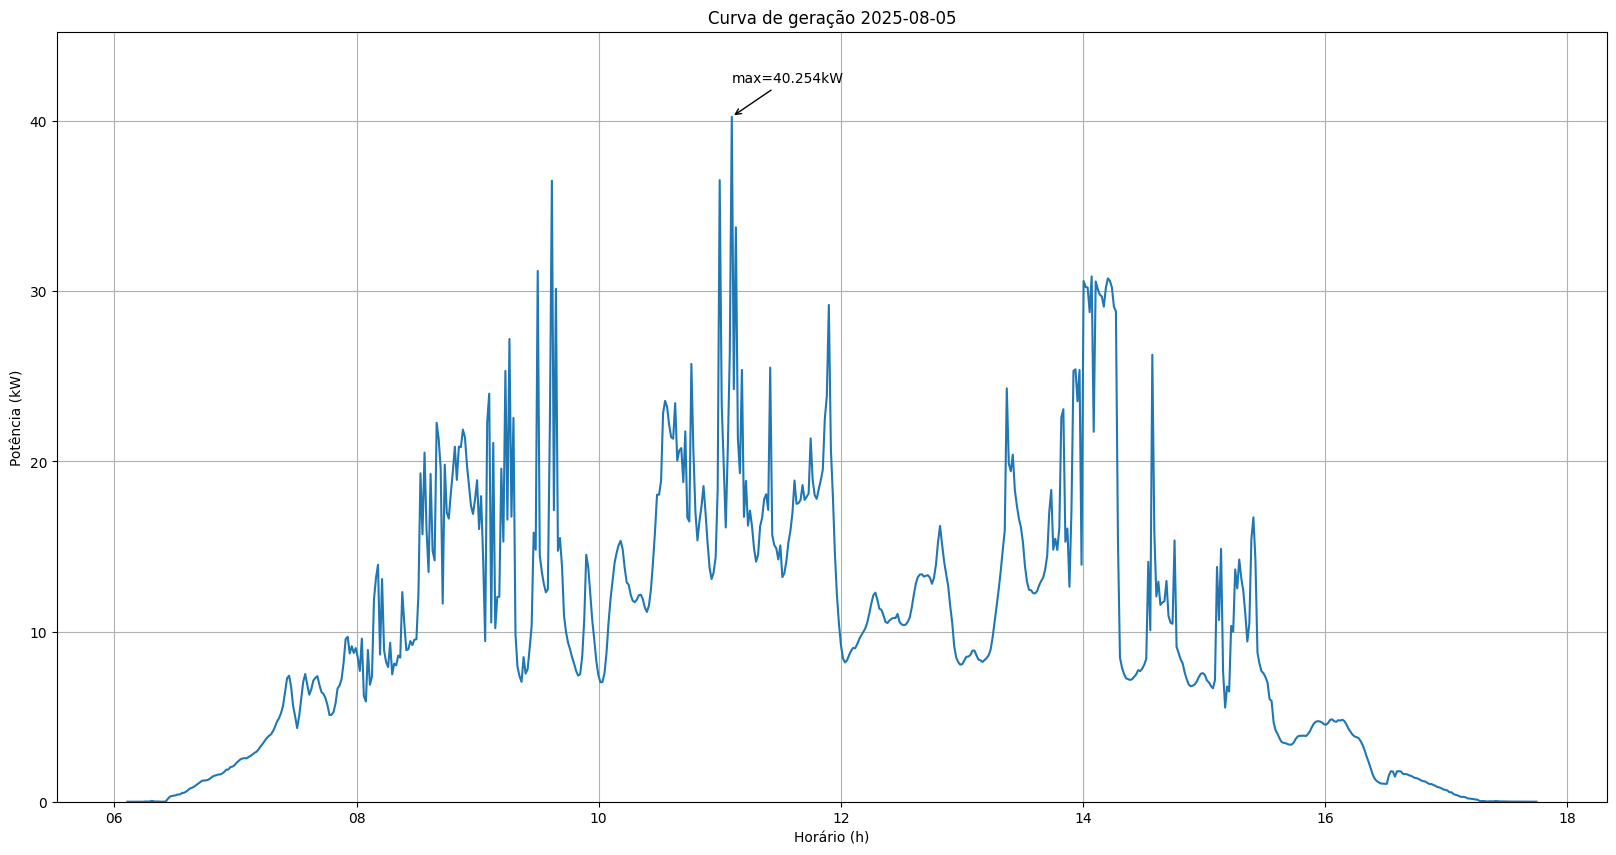 Curva de geração 2025-08-05
max=40.254kW
Potência (kW)
40
30
20
10
0
06 08 10 12 14 16 18
Horário (h)